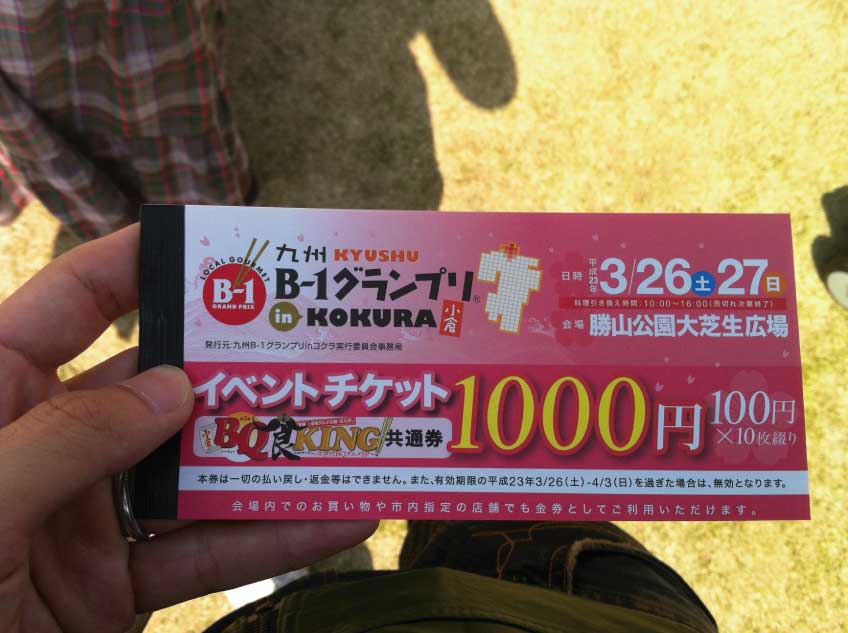 LOCAL GOURMET
B-1
GRAND PRIX
九州 KYUSHU
B-1グランプリ®
in KOKURA 小倉
発行元:九州B-1グランプリinコクラ実行委員会事務局
日時 平成23年 3/26土・27日
料理引き換え時間:10:00〜16:00(売切れ次第終了)
会場 勝山公園大芝生広場
イベントチケット
BQ食KING 共通券
1000円
100円
×10枚綴り
本券は一切の払い戻し・返金等はできません。また、有効期限の平成23年3/26(土)-4/3(日)を過ぎた場合は、無効となります。
会場内でのお買い物や市内指定の店舗でも金券としてご利用いただけます。